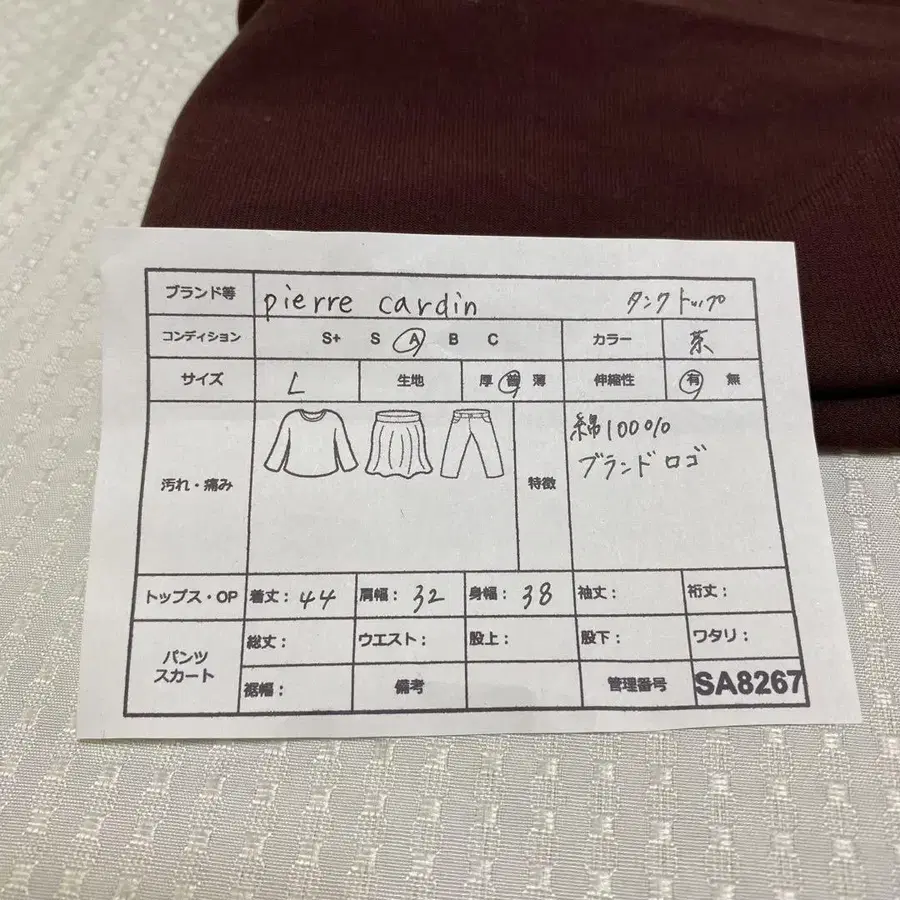 ブランド等 pierre cardin タンクトップ
コンディション S+ S A B C カラー 茶
サイズ L 生地 厚 普 薄 伸縮性 有 無
汚れ・痛み 特徴 綿100%
ブランドロゴ
トップス・OP 着丈： 44 肩幅： 32 身幅： 38 袖丈： 裄丈：
パンツ
スカート
総丈： ウエスト： 股上： 股下： ワタリ：
裾幅： 備考 管理番号 SA8267